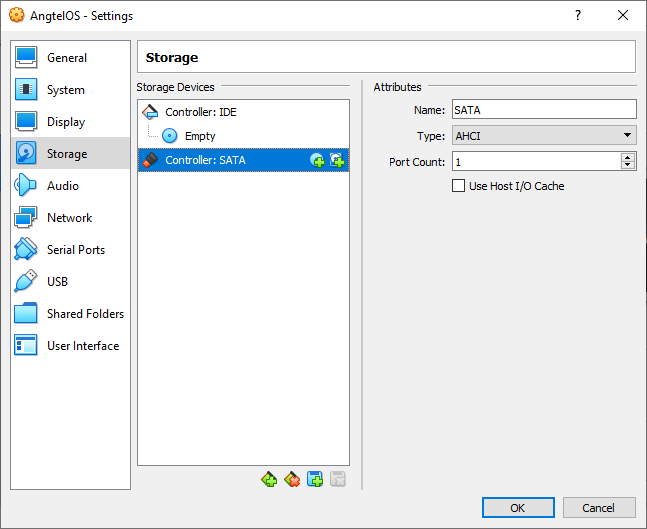 AngtelOS - Settings
?
General
System
Display
Storage
Audio
Network
Serial Ports
USB
Shared Folders
User Interface
Storage
Storage Devices
Controller: IDE
Empty
Controller: SATA
Attributes
Name: SATA
Type: AHCI
Port Count: 1
Use Host I/O Cache
OK
Cancel